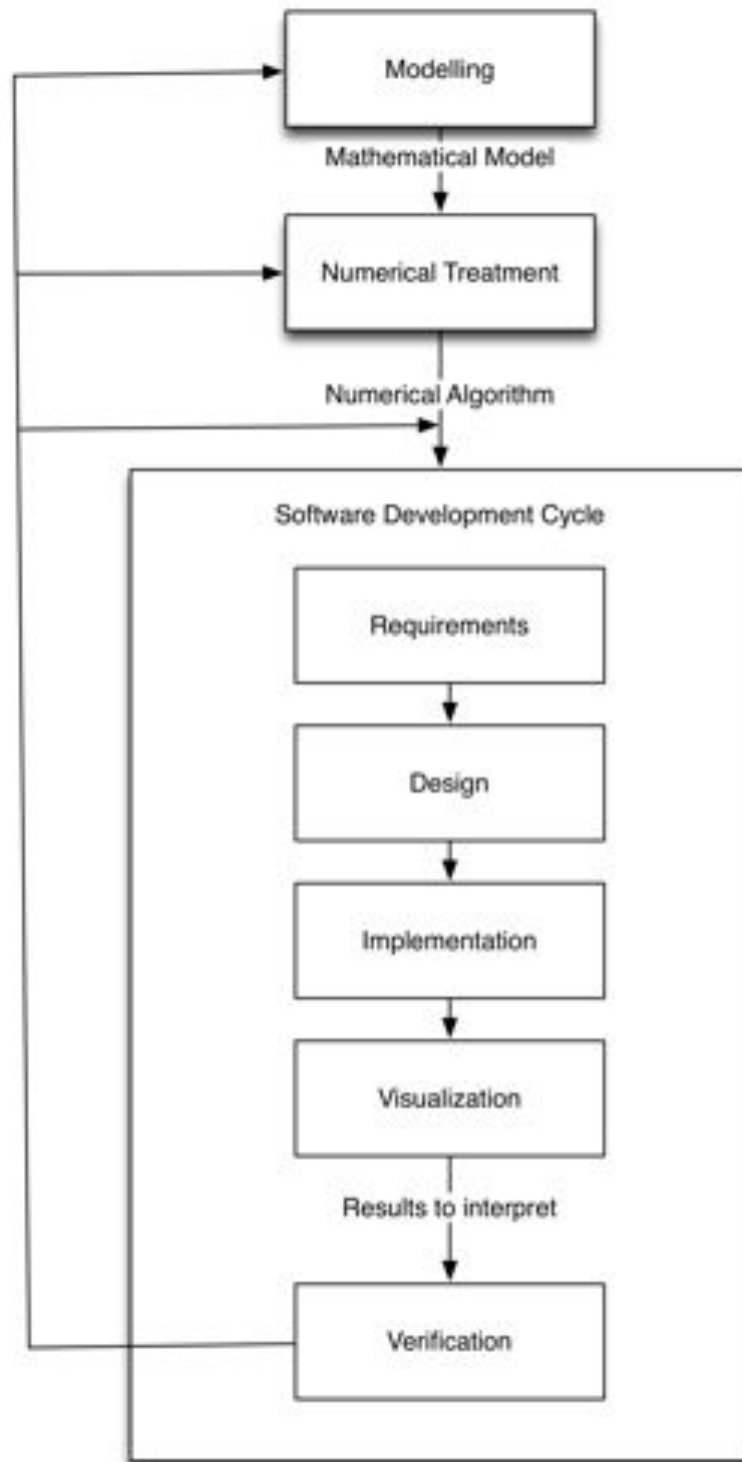 Modelling
Mathematical Model
Numerical Treatment
Numerical Algorithm
Software Development Cycle
Requirements
Design
Implementation
Visualization
Results to interpret
Verification